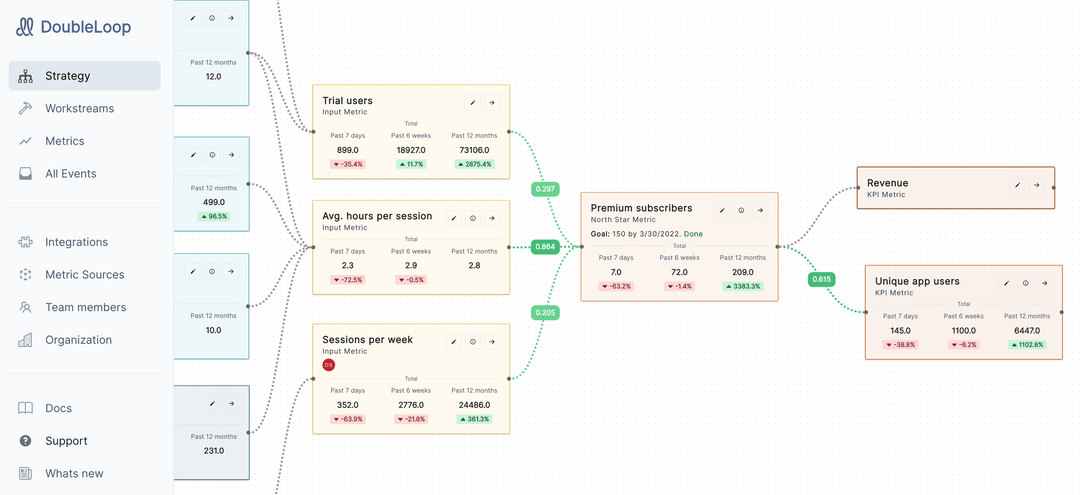 DoubleLoop
Strategy
Workstreams
Metrics
All Events
Integrations
Metric Sources
Team members
Organization
Docs
Support
Whats new
Past 12 months
12.0
Past 12 months
499.0
96.5%
Past 12 months
10.0
Past 12 months
231.0
Trial users
Input Metric
Total
Past 7 days Past 6 weeks Past 12 months
899.0 18927.0 73106.0
-35.4% 11.7% 2875.4%
Avg. hours per session
Input Metric
Total
Past 7 days Past 6 weeks Past 12 months
2.3 2.9 2.8
-72.5% -0.5%
Sessions per week
Input Metric
DS
Total
Past 7 days Past 6 weeks Past 12 months
352.0 2776.0 24486.0
-63.9% -21.8% 361.3%
0.297
0.864
0.205
Premium subscribers
North Star Metric
Goal: 150 by 3/30/2022. Done
Total
Past 7 days Past 6 weeks Past 12 months
7.0 72.0 209.0
-63.2% -1.4% 3383.3%
0.615
Revenue
KPI Metric
Unique app users
KPI Metric
Total
Past 7 days Past 6 weeks Past 12 months
145.0 1100.0 6447.0
-38.8% -6.2% 1102.8%